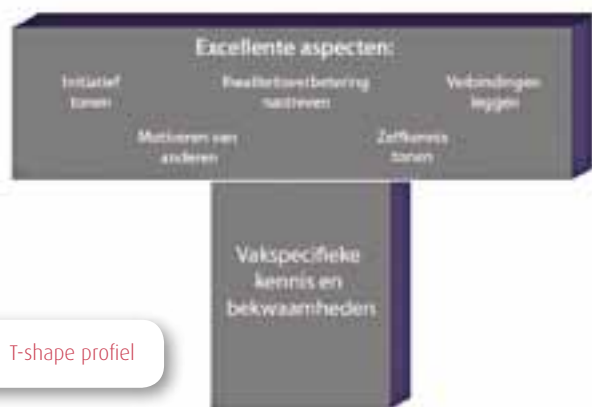 Excellente aspecten:
Initiatief
tonen
Kwaliteitsverbetering
nastreven
Verbindingen
leggen
Motiveren van
anderen
Zelfkennis
tonen
Vakspecifieke
kennis en
bekwaamheden
T-shape profiel